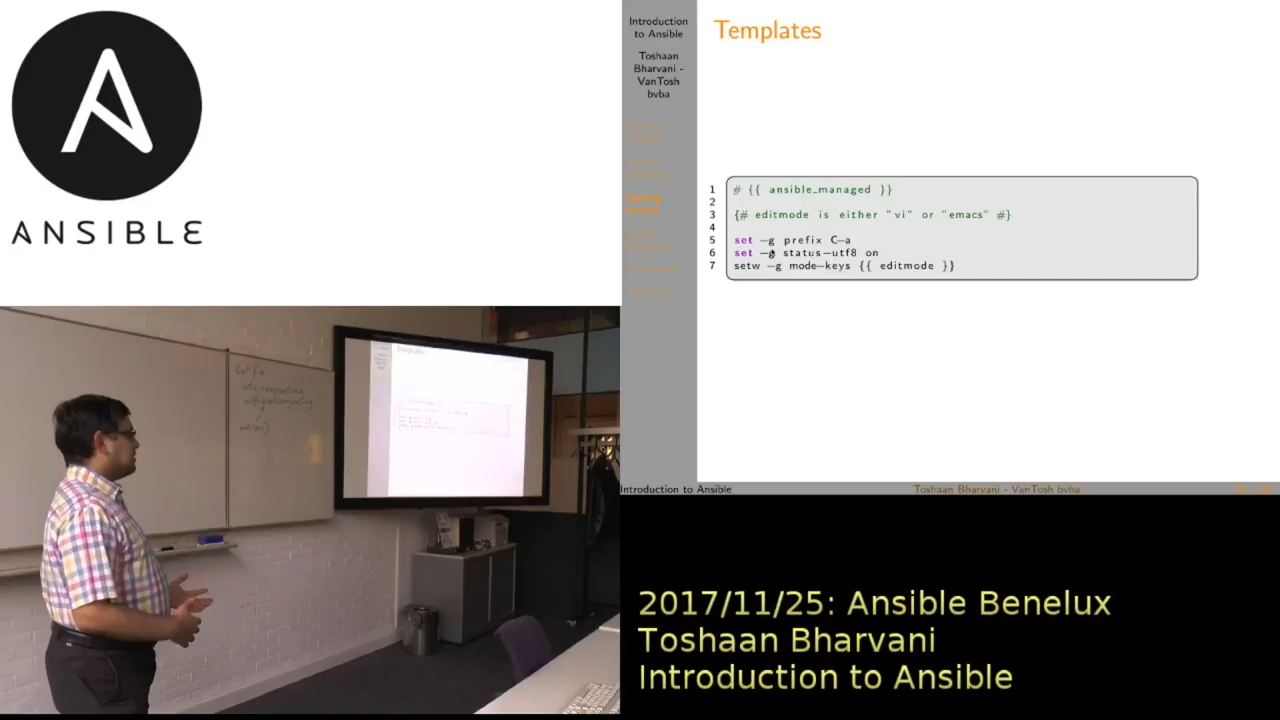 ANSIBLE
Introduction
to Ansible
Toshaan
Bharvani -
VanTosh
bvba
Templates
1 # {{ ansible_managed }}
2
3 {# editmode is either "vi" or "emacs" #}
4
5 set -g prefix C-a
6 set -g status-utf8 on
7 setw -g mode-keys {{ editmode }}
Introduction to Ansible
Toshaan Bharvani - VanTosh bvba
Templates
2017/11/25: Ansible Benelux
Toshaan Bharvani
Introduction to Ansible